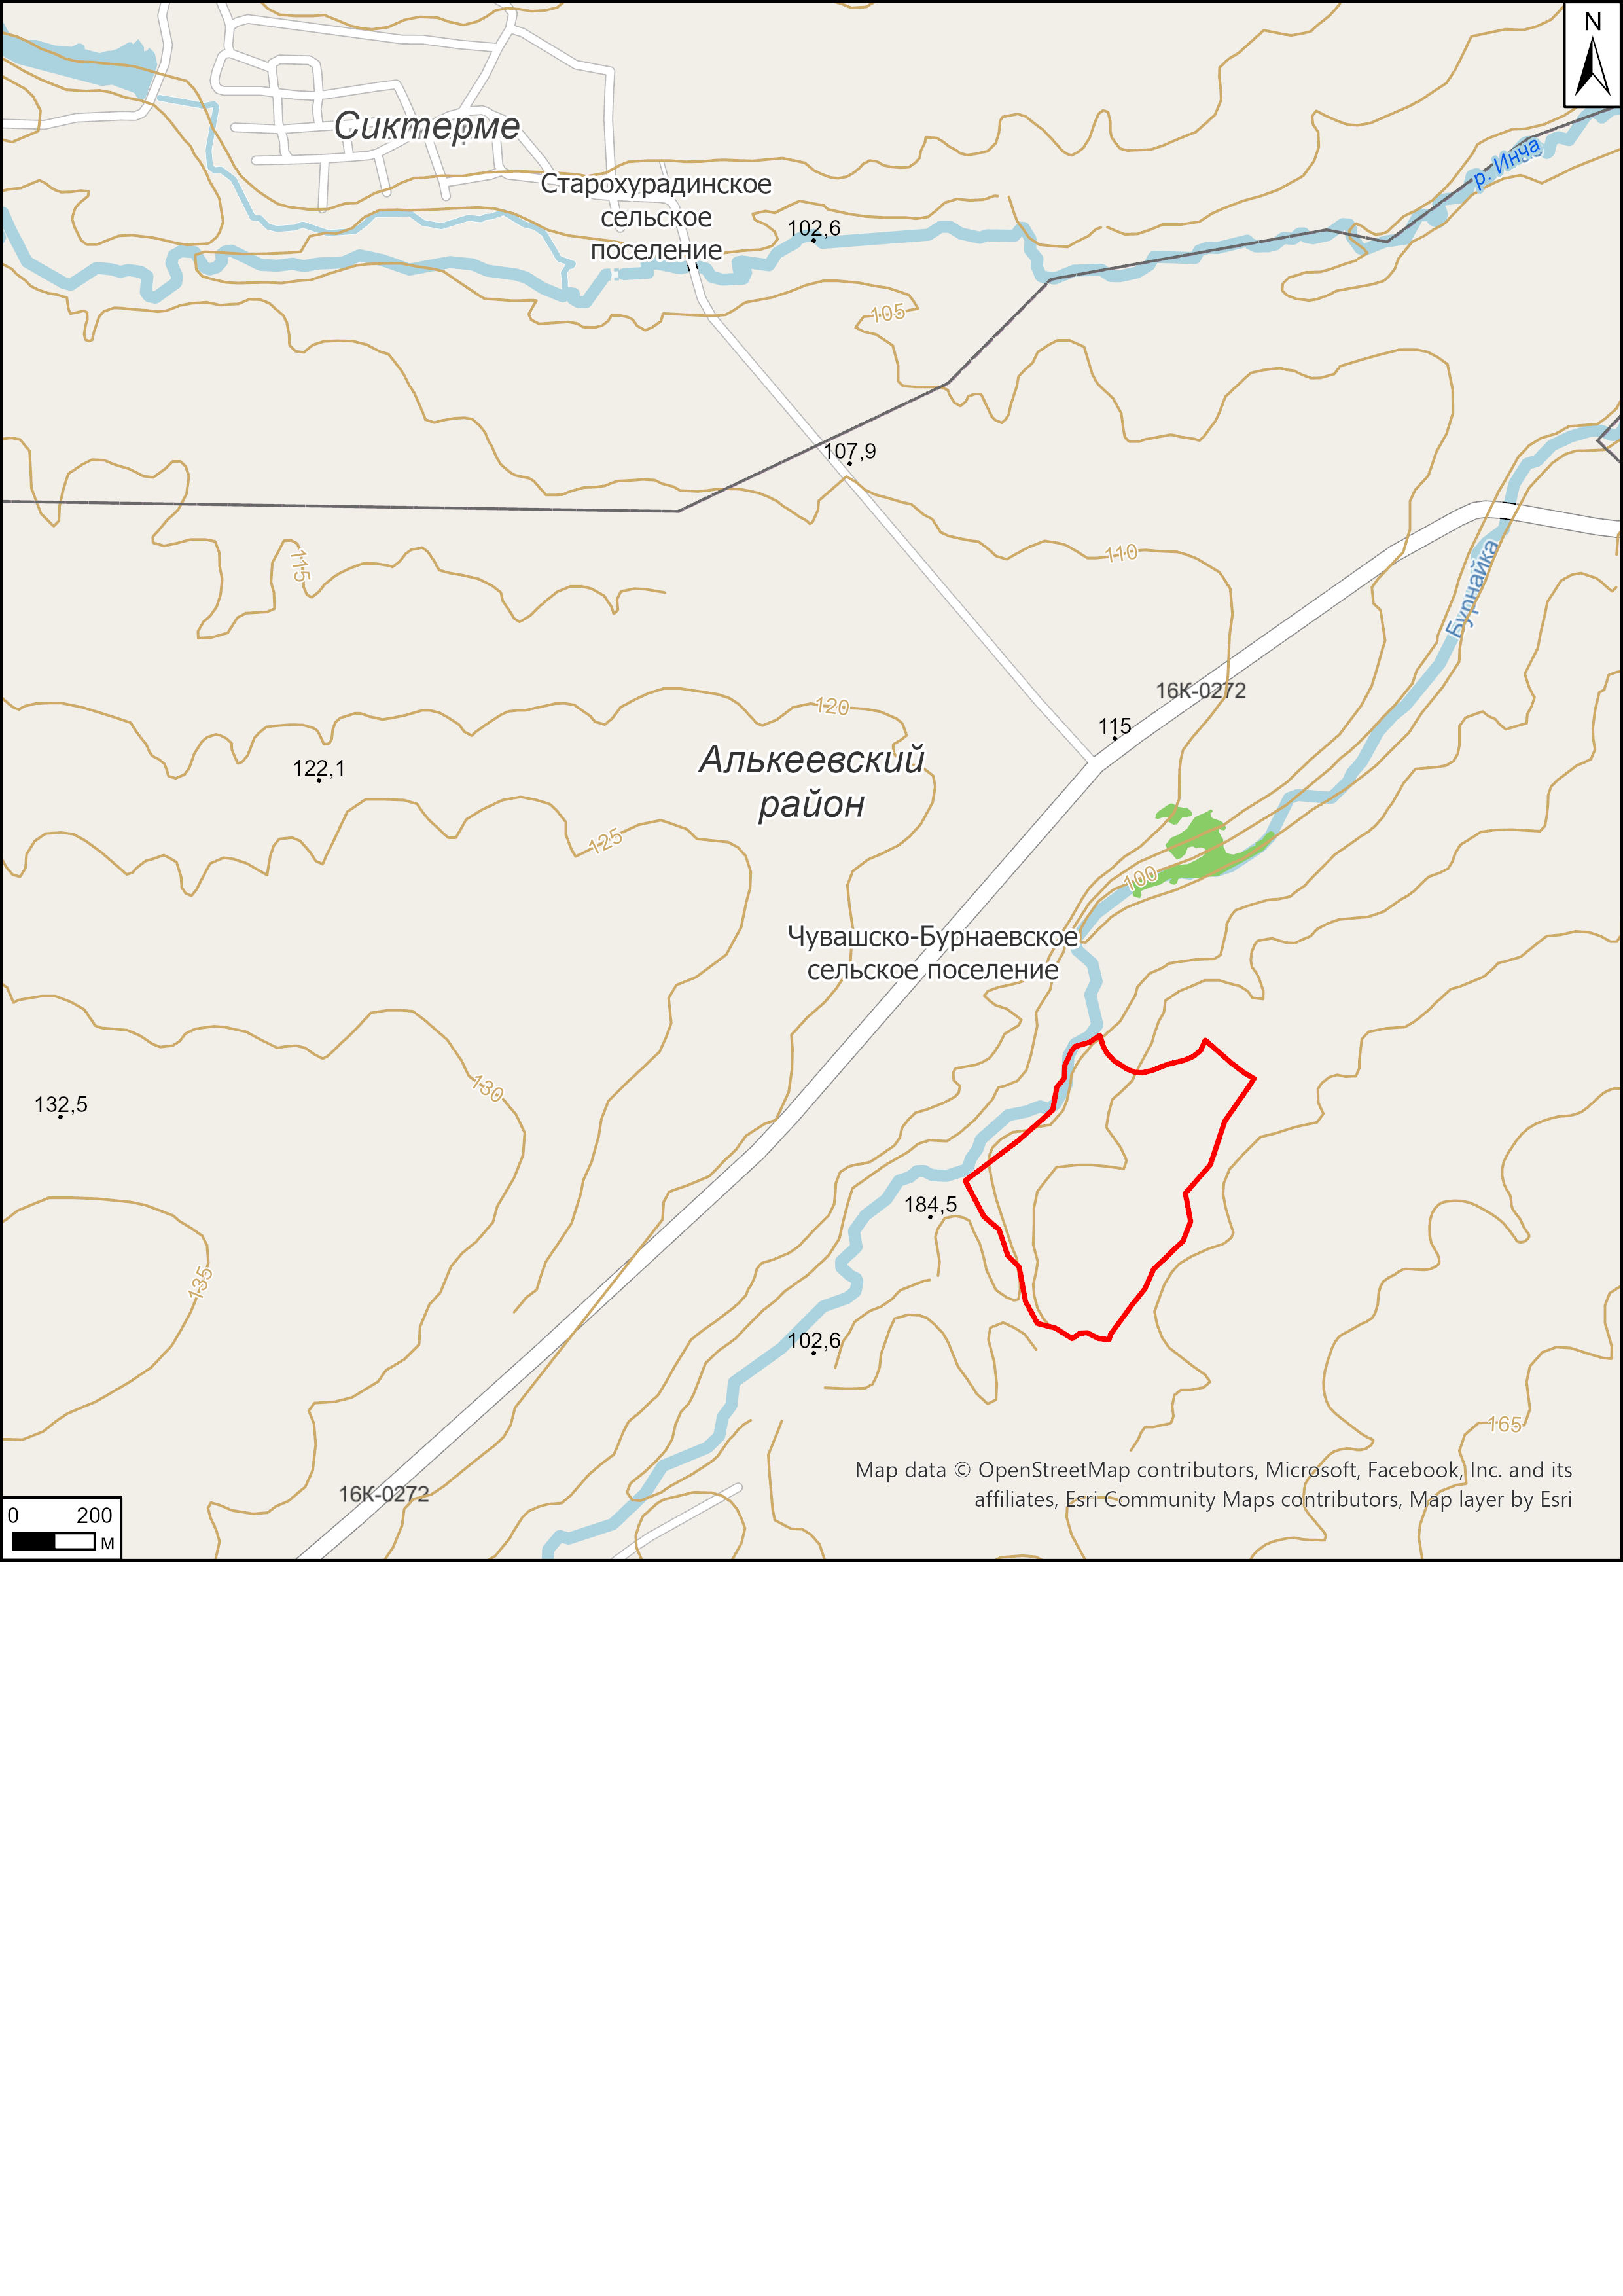 N
р. Инча
Сиктерме
Старохурадинское
сельское
поселение
102,6
105
107,9
110
115
Бурнайка
16К-0272
120
115
Алькеевский
район
122,1
125
100
Чувашско-Бурнаевское
сельское поселение
130
132,5
184,5
135
102,6
165
Map data © OpenStreetMap contributors, Microsoft, Facebook, Inc. and its
affiliates, Esri Community Maps contributors, Map layer by Esri
16К-0272
0 200
м